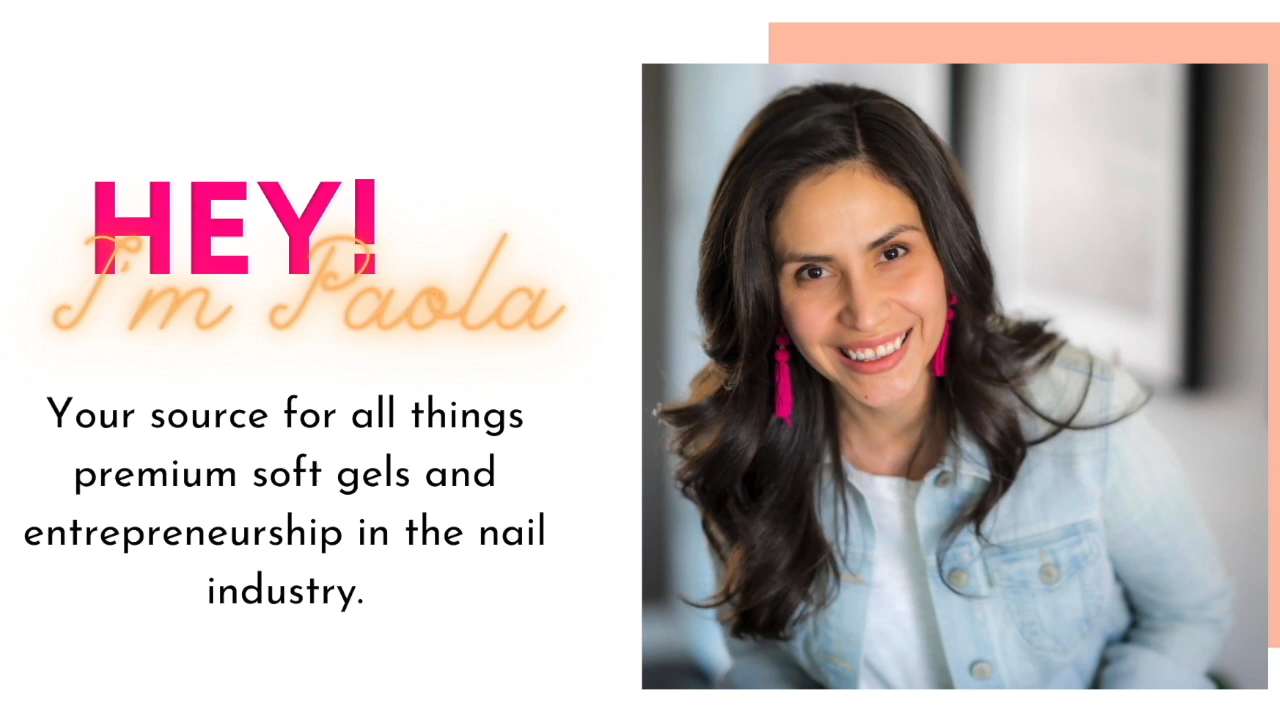 HEY!
I'm Paola
Your source for all things
premium soft gels and
entrepreneurship in the nail
industry.